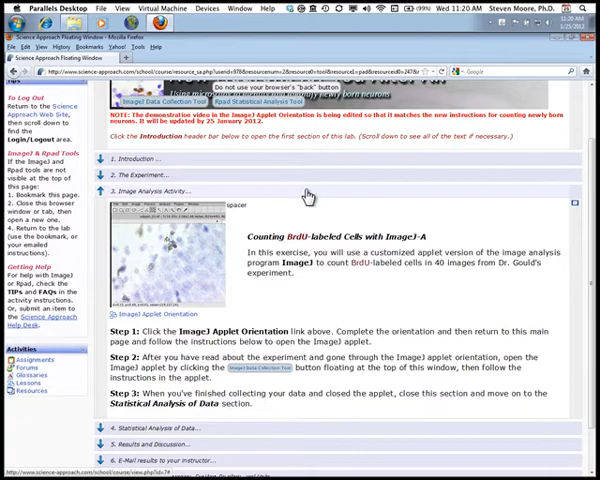 Parallels Desktop File Edit View Virtual Machine Devices Window Help (99%) Wed 11:20 AM Steven Moore, Ph.D.
11:20 AM
1/25/2012
Science Approach Floating Window - Mozilla Firefox
File Edit View History Bookmarks Yahoo! Tools Help
Science Approach Floating Window
Google
Do not use your browser's "back" button
ImageJ Data Collection Tool Rpad Statistical Analysis Tool
NOTE: The demonstration video in the ImageJ Applet Orientation is being edited so that it matches the new instructions for counting newly born
neurons. It will be updated by 25 January 2012.
Click the Introduction header bar below to open the first section of this lab. (Scroll down to see all of the text if necessary.)
Tips
To Log Out
Return to the Science
Approach Web Site,
then scroll down to
find the
Login/Logout area.
ImageJ & Rpad Tools
If the ImageJ and
Rpad tools are not
visible at the top of
this page:
1. Bookmark this page.
2. Close this browser
window or tab, then
open a new one.
4. Return to the lab
(use the bookmark, or
your emailed
instructions).
Getting Help
For help with ImageJ
or Rpad, check the
TIPs and FAQs in the
activity instructions.
Or, submit an item to
the Science Approach
Help Desk.
Activities
Assignments
Forums
Glossaries
Lessons
Resources
1. Introduction ...
2. The Experiment...
3. Image Analysis Activity...
spacer
Counting BrdU-labeled Cells with ImageJ-A
In this exercise, you will use a customized applet version of the image analysis
program ImageJ to count BrdU-labeled cells in 40 images from Dr. Gould's
experiment.
ImageJ Applet Orientation
Step 1: Click the ImageJ Applet Orientation link above. Complete the orientation and then return to this main
page and follow the instructions below to open the ImageJ applet.
Step 2: After you have read about the experiment and gone through the ImageJ applet orientation, open the
ImageJ applet by clicking the ImageJ Data Collection Tool button floating at the top of this window, then follow the
instructions in the applet.
Step 3: When you've finished collecting your data and closed the applet, close this section and move on to the
Statistical Analysis of Data section.
4. Statistical Analysis of Data...
5. Results and Discussion...
6. E-Mail results to your instructor...